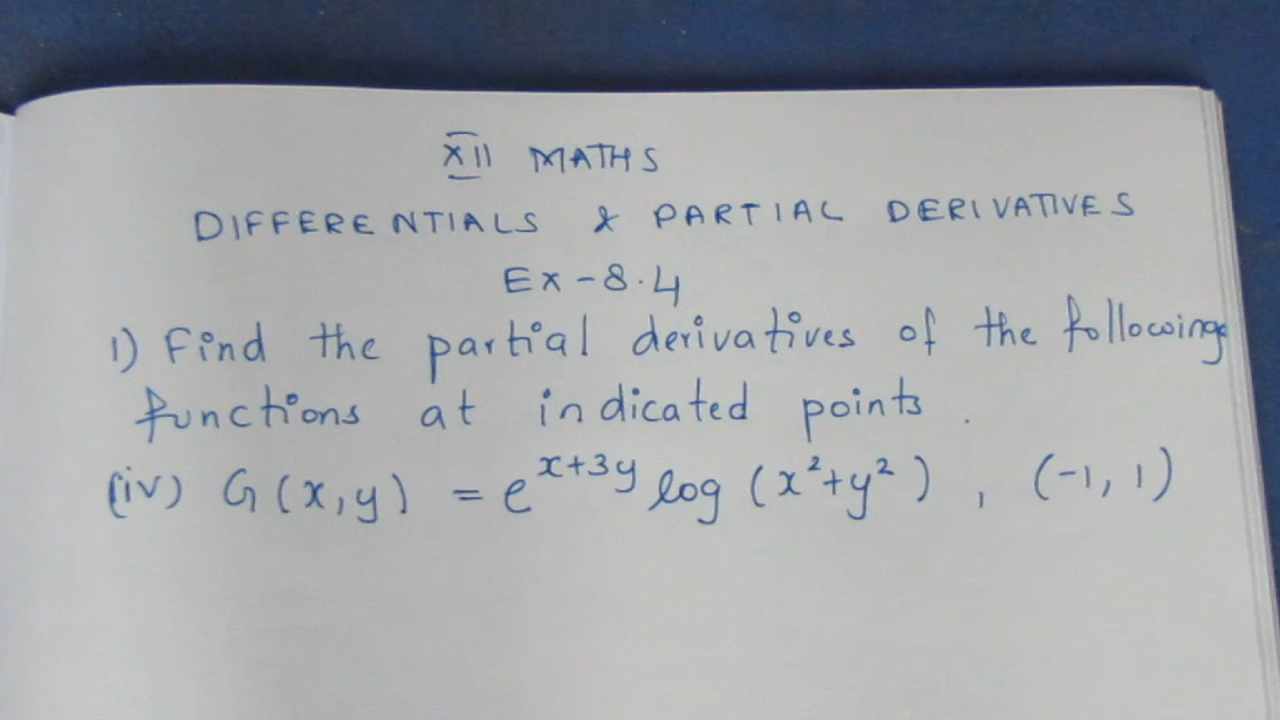 XII MATHS
DIFFERENTIALS & PARTIAL DERIVATIVES
Ex - 8.4
1) Find the partial derivatives of the following
functions at indicated points.
(iv) G(x,y) = e^{x+3y} log (x²+y²), (-1, 1)